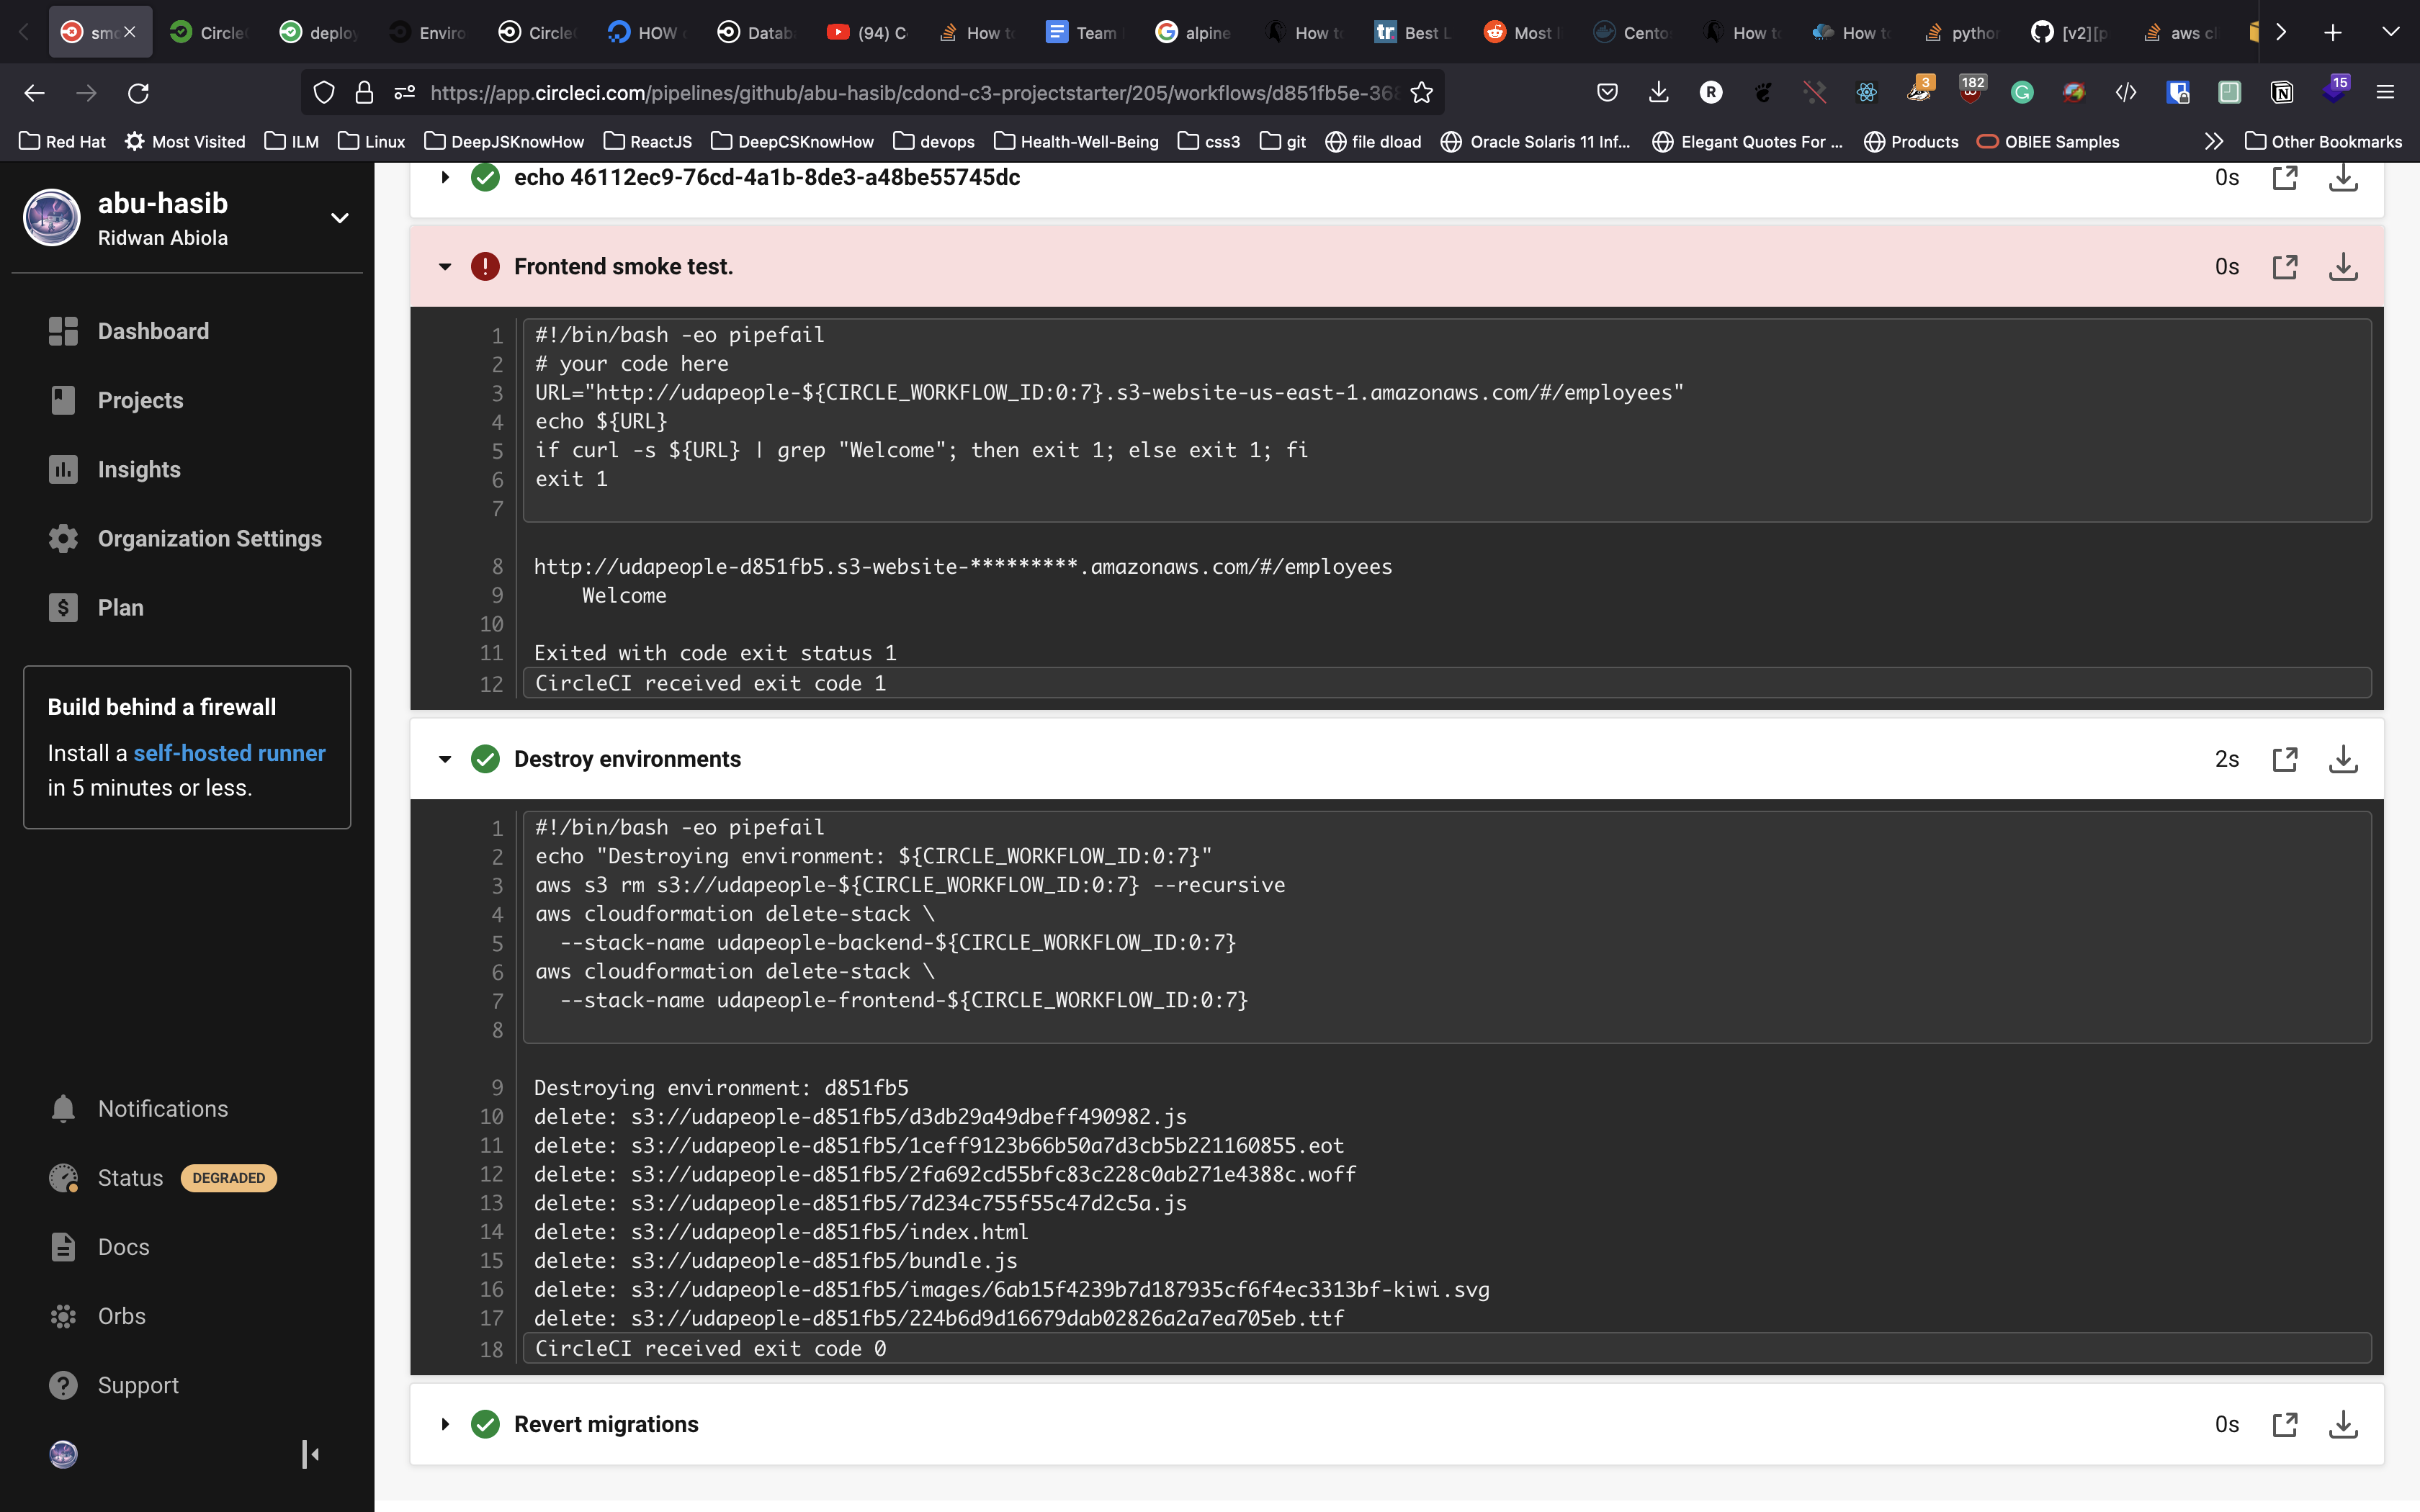 smo
Circle
deploy
Enviro
Circle
HOW
Datab
(94) C
How to
Team
alpine
How to
Best L
Most
Cento
How to
How to
python
[v2][p
aws c
https://app.circleci.com/pipelines/github/abu-hasib/cdond-c3-projectstarter/205/workflows/d851fb5e-368
R
3
182
15
Red Hat
Most Visited
ILM
Linux
DeepJSKnowHow
ReactJS
DeepCSKnowHow
devops
Health-Well-Being
css3
git
file dload
Oracle Solaris 11 Inf...
Elegant Quotes For ...
Products
OBIEE Samples
Other Bookmarks
abu-hasib
Ridwan Abiola
Dashboard
Projects
Insights
Organization Settings
Plan
Build behind a firewall
Install a self-hosted runner
in 5 minutes or less.
Notifications
Status DEGRADED
Docs
Orbs
Support
echo 46112ec9-76cd-4a1b-8de3-a48be55745dc 0s
Frontend smoke test. 0s
1 #!/bin/bash -eo pipefail
2 # your code here
3 URL="http://udapeople-${CIRCLE_WORKFLOW_ID:0:7}.s3-website-us-east-1.amazonaws.com/#/employees"
4 echo ${URL}
5 if curl -s ${URL} | grep "Welcome"; then exit 1; else exit 1; fi
6 exit 1
7
8 http://udapeople-d851fb5.s3-website-*********.amazonaws.com/#/employees
9 Welcome
10
11 Exited with code exit status 1
12 CircleCI received exit code 1
Destroy environments 2s
1 #!/bin/bash -eo pipefail
2 echo "Destroying environment: ${CIRCLE_WORKFLOW_ID:0:7}"
3 aws s3 rm s3://udapeople-${CIRCLE_WORKFLOW_ID:0:7} --recursive
4 aws cloudformation delete-stack \
5 --stack-name udapeople-backend-${CIRCLE_WORKFLOW_ID:0:7}
6 aws cloudformation delete-stack \
7 --stack-name udapeople-frontend-${CIRCLE_WORKFLOW_ID:0:7}
8
9 Destroying environment: d851fb5
10 delete: s3://udapeople-d851fb5/d3db29a49dbeff490982.js
11 delete: s3://udapeople-d851fb5/1ceff9123b66b50a7d3cb5b221160855.eot
12 delete: s3://udapeople-d851fb5/2fa692cd55bfc83c228c0ab271e4388c.woff
13 delete: s3://udapeople-d851fb5/7d234c755f55c47d2c5a.js
14 delete: s3://udapeople-d851fb5/index.html
15 delete: s3://udapeople-d851fb5/bundle.js
16 delete: s3://udapeople-d851fb5/images/6ab15f4239b7d187935cf6f4ec3313bf-kiwi.svg
17 delete: s3://udapeople-d851fb5/224b6d9d16679dab02826a2a7ea705eb.ttf
18 CircleCI received exit code 0
Revert migrations 0s